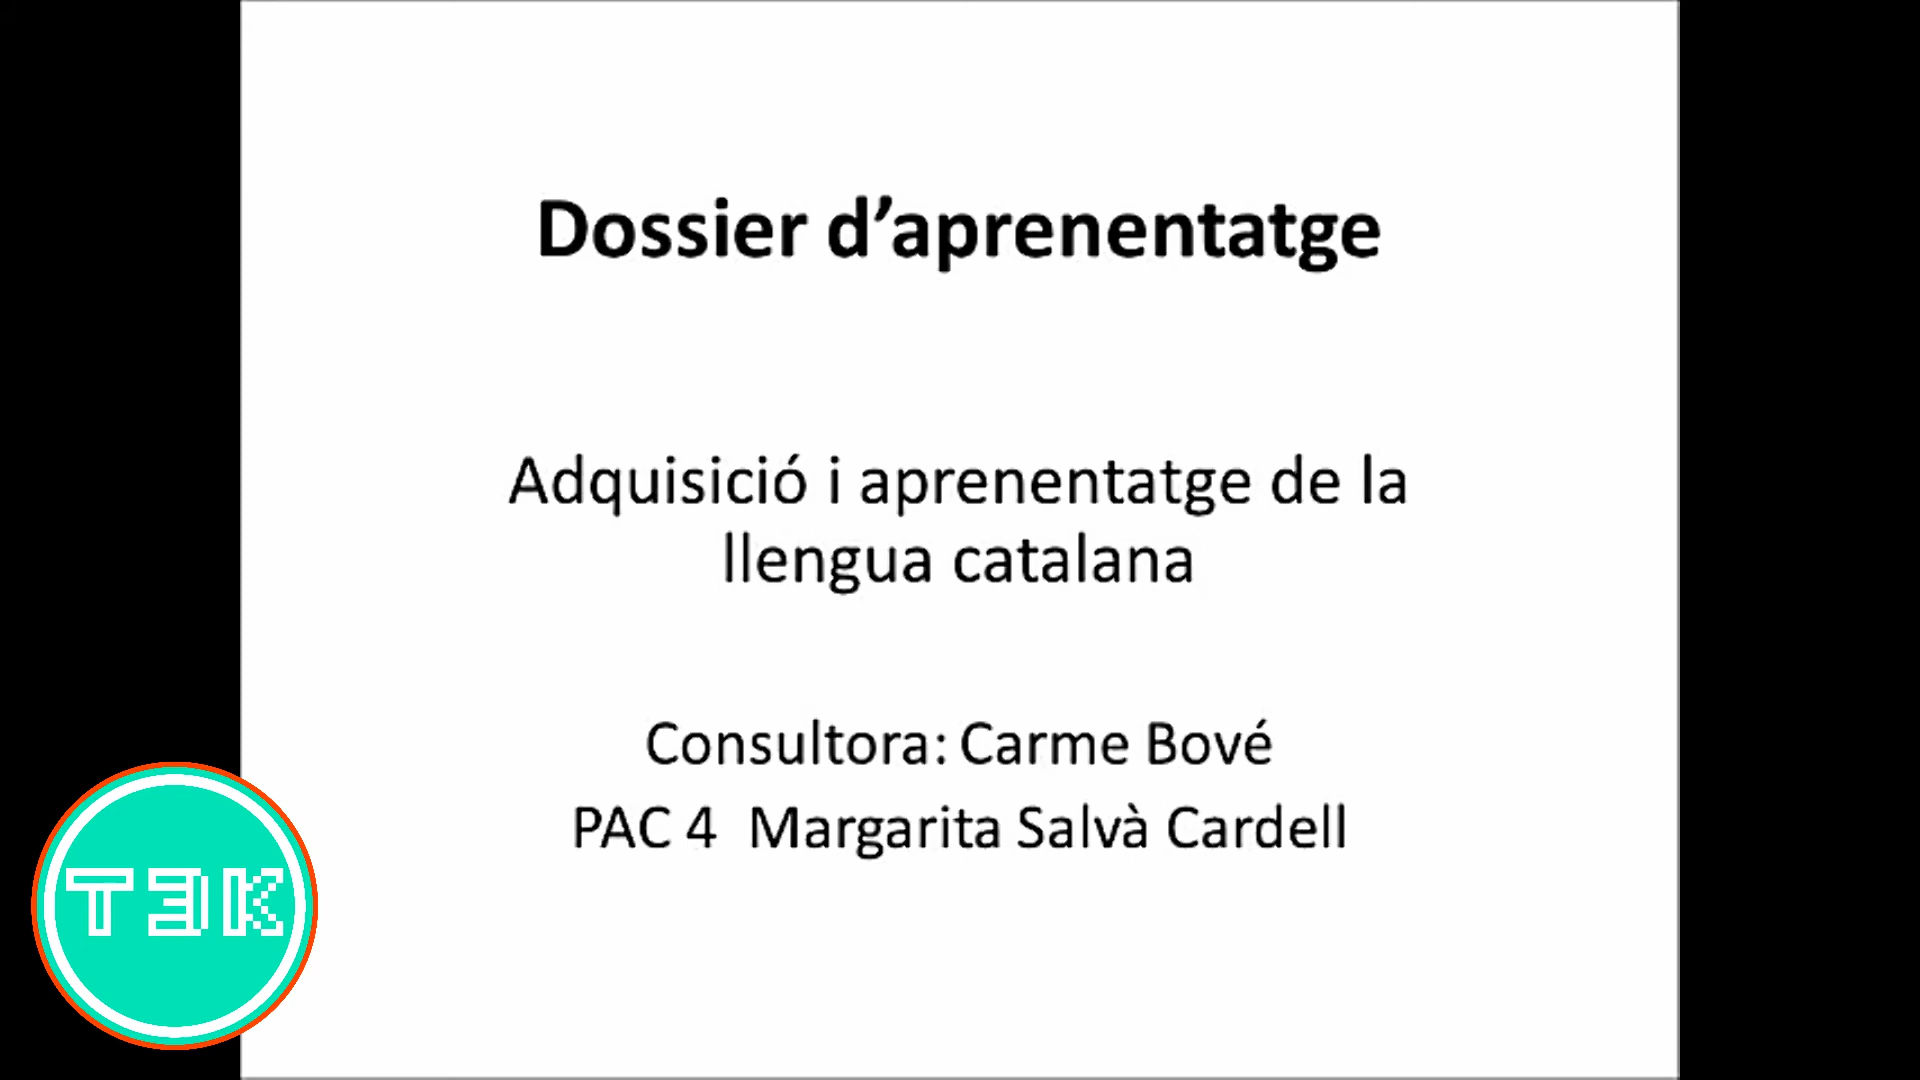 Dossier d’aprenentatge
Adquisició i aprenentatge de la
llengua catalana
Consultora: Carme Bové
PAC 4  Margarita Salvà Cardell
T3K